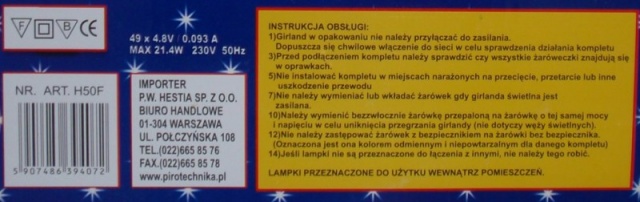 F
B
CE
49 x 4.8V / 0.093 A
MAX 21.4W 230V 50Hz
NR. ART. H50F
5 907486 394072
IMPORTER
P.W. HESTIA SP. Z O.O.
BIURO HANDLOWE
01-304 WARSZAWA
UL. POŁCZYŃSKA 108
TEL.(022)665 85 76
FAX.(022)665 85 78
www.pirotechnika.pl
INSTRUKCJA OBSŁUGI:
1)Girland w opakowaniu nie należy przyłączać do zasilania.
Dopuszcza się chwilowe włączenie do sieci w celu sprawdzenia działania kompletu
3)Przed podłączeniem kompletu należy sprawdzić czy wszystkie żaróweczki znajdują się
w oprawkach.
5)Nie instalować kompletu w miejscach narażonych na przecięcie, przetarcie lub inne
uszkodzenie przewodu
7)Nie należy wymieniać lub wkładać żarówek gdy girlanda świetlna jest
zasilana.
10)Należy wymienić bezzwłocznie żarówkę przepaloną na żarówkę o tej samej mocy
i napięciu w celu uniknięcia przegrzania girlandy (nie dotyczy węży świetlnych).
12)Nie należy zastępować żarówek z bezpiecznikiem na żarówki bez bezpiecznika.
(Oznaczona jest ona kolorem odmiennym i niepowtarzalnym dla danego kompletu)
14)Jeśli lampki nie są przeznaczone do łączenia z innymi, nie należy tego robić.
LAMPKI PRZEZNACZONE DO UŻYTKU WEWNĄTRZ POMIESZCZEŃ.